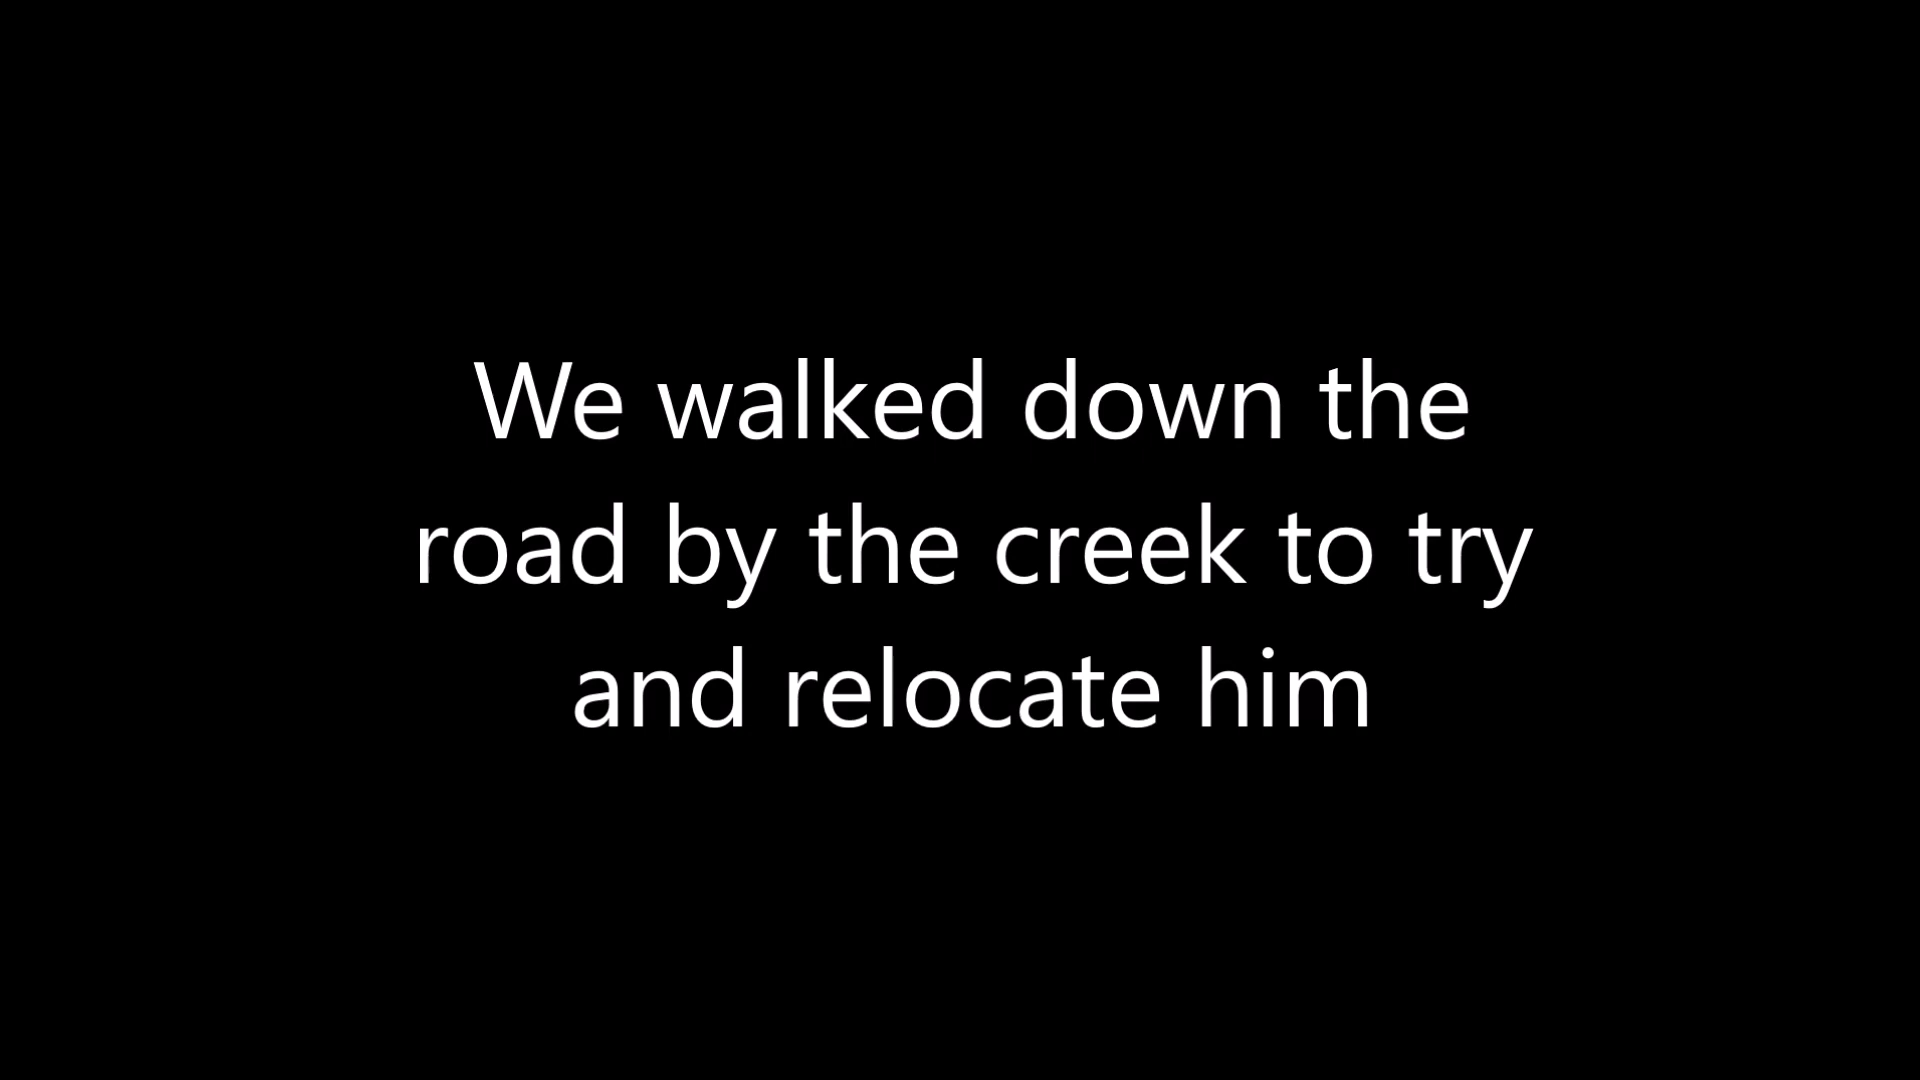 We walked down the
road by the creek to try
and relocate him